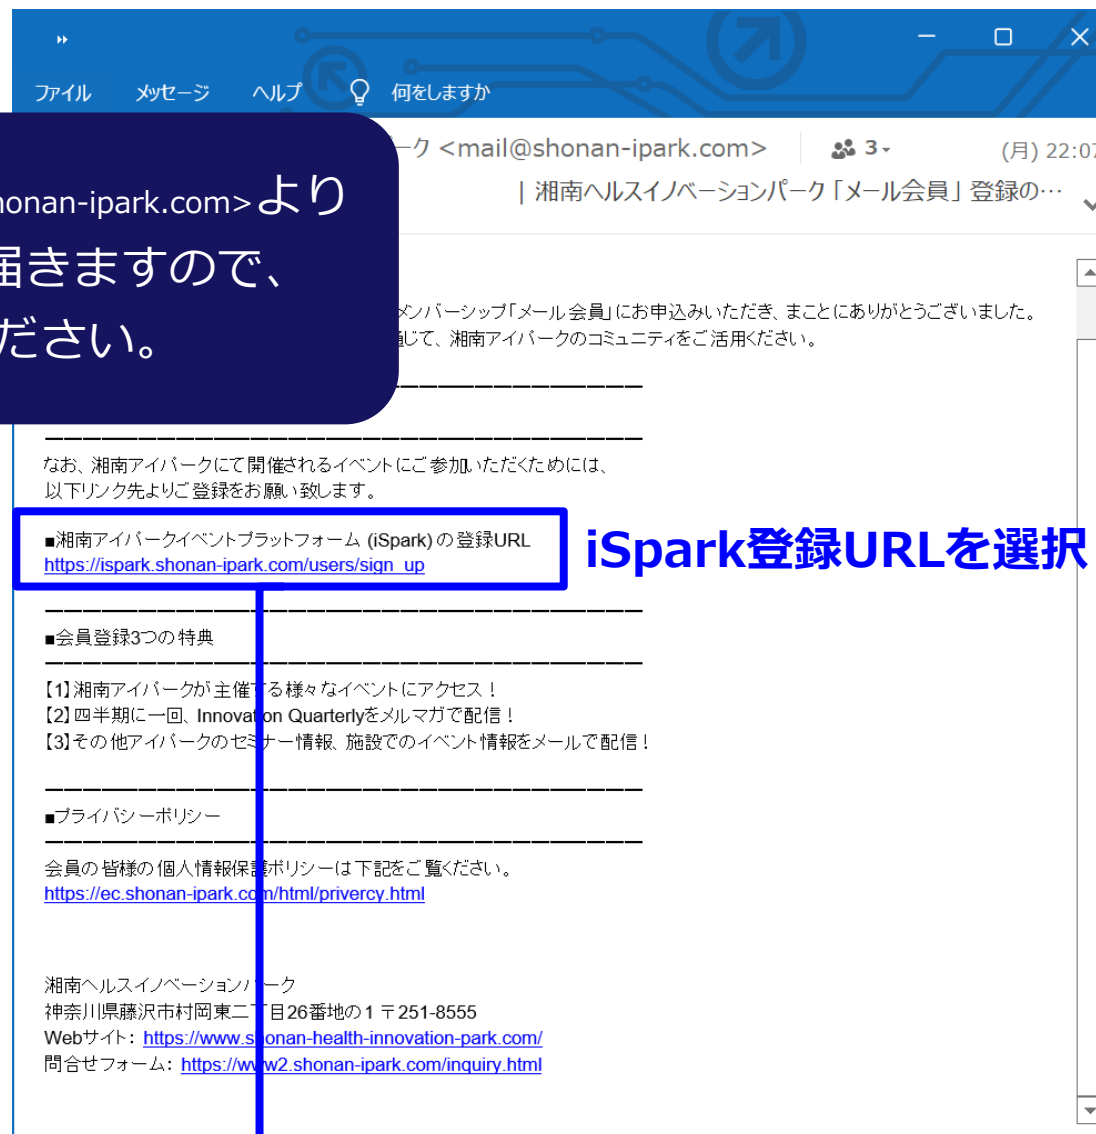 ファイル メッセージ ヘルプ 何をしますか
ーク <mail@shonan-ipark.com> 3 (月) 22:07
| 湘南ヘルスイノベーションパーク「メール会員」登録の…
honan-ipark.com>より
届きますので、
ださい。
メンバーシップ「メール会員」にお申込みいただき、まことにありがとうございました。
通じて、湘南アイパークのコミュニティをご活用ください。
なお、湘南アイパークにて開催されるイベントにご参加いただくためには、
以下リンク先よりご登録をお願い致します。
■湘南アイパークイベントプラットフォーム (iSpark) の登録URL
https://ispark.shonan-ipark.com/users/sign_up
iSpark登録URLを選択
■会員登録3つの特典
【1】湘南アイパークが主催する様々なイベントにアクセス！
【2】四半期に一回、Innovation Quarterlyをメルマガで配信！
【3】その他アイパークのセミナー情報、施設でのイベント情報をメールで配信！
■プライバシーポリシー
会員の皆様の個人情報保護ポリシーは下記をご覧ください。
https://ec.shonan-ipark.com/html/privercy.html
湘南ヘルスイノベーションパーク
神奈川県藤沢市村岡東二丁目26番地の1 〒251-8555
Webサイト： https://www.shonan-health-innovation-park.com/
問合せフォーム： https://www2.shonan-ipark.com/inquiry.html